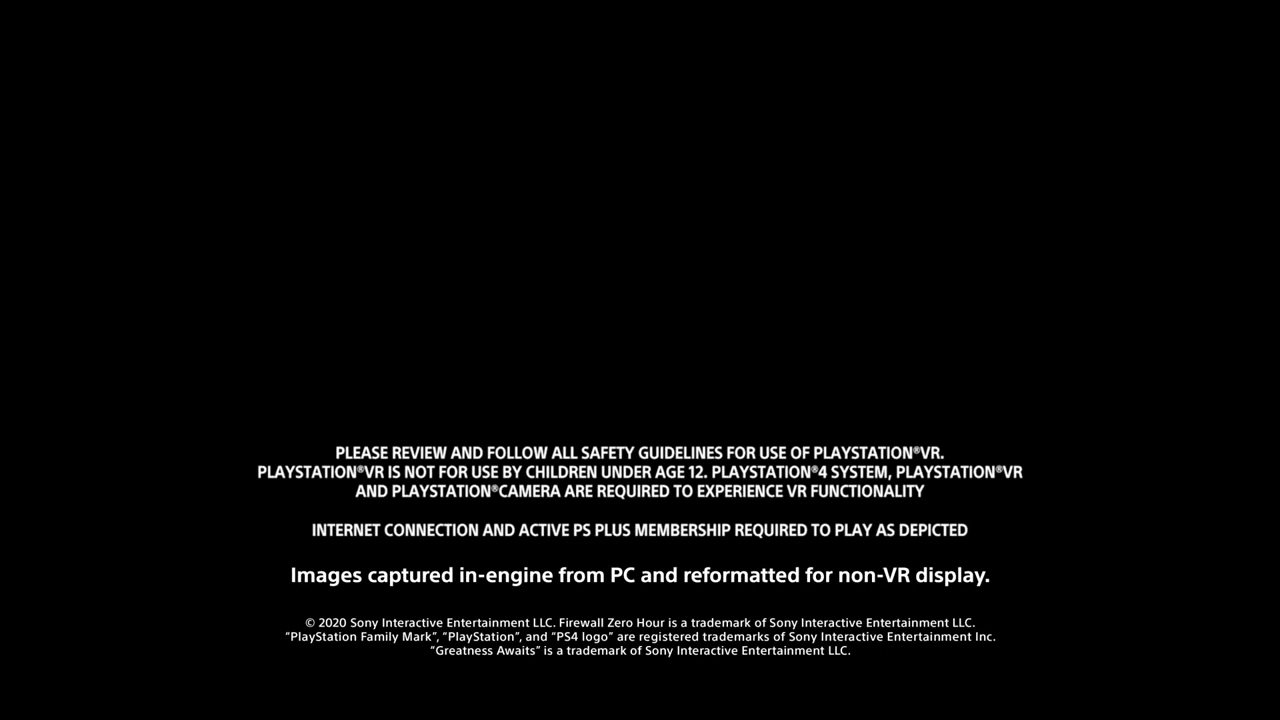 PLEASE REVIEW AND FOLLOW ALL SAFETY GUIDELINES FOR USE OF PLAYSTATION®VR.
PLAYSTATION®VR IS NOT FOR USE BY CHILDREN UNDER AGE 12. PLAYSTATION®4 SYSTEM, PLAYSTATION®VR
AND PLAYSTATION®CAMERA ARE REQUIRED TO EXPERIENCE VR FUNCTIONALITY
INTERNET CONNECTION AND ACTIVE PS PLUS MEMBERSHIP REQUIRED TO PLAY AS DEPICTED
Images captured in-engine from PC and reformatted for non-VR display.
© 2020 Sony Interactive Entertainment LLC. Firewall Zero Hour is a trademark of Sony Interactive Entertainment LLC.
“PlayStation Family Mark”, “PlayStation”, and “PS4 logo” are registered trademarks of Sony Interactive Entertainment Inc.
“Greatness Awaits” is a trademark of Sony Interactive Entertainment LLC.